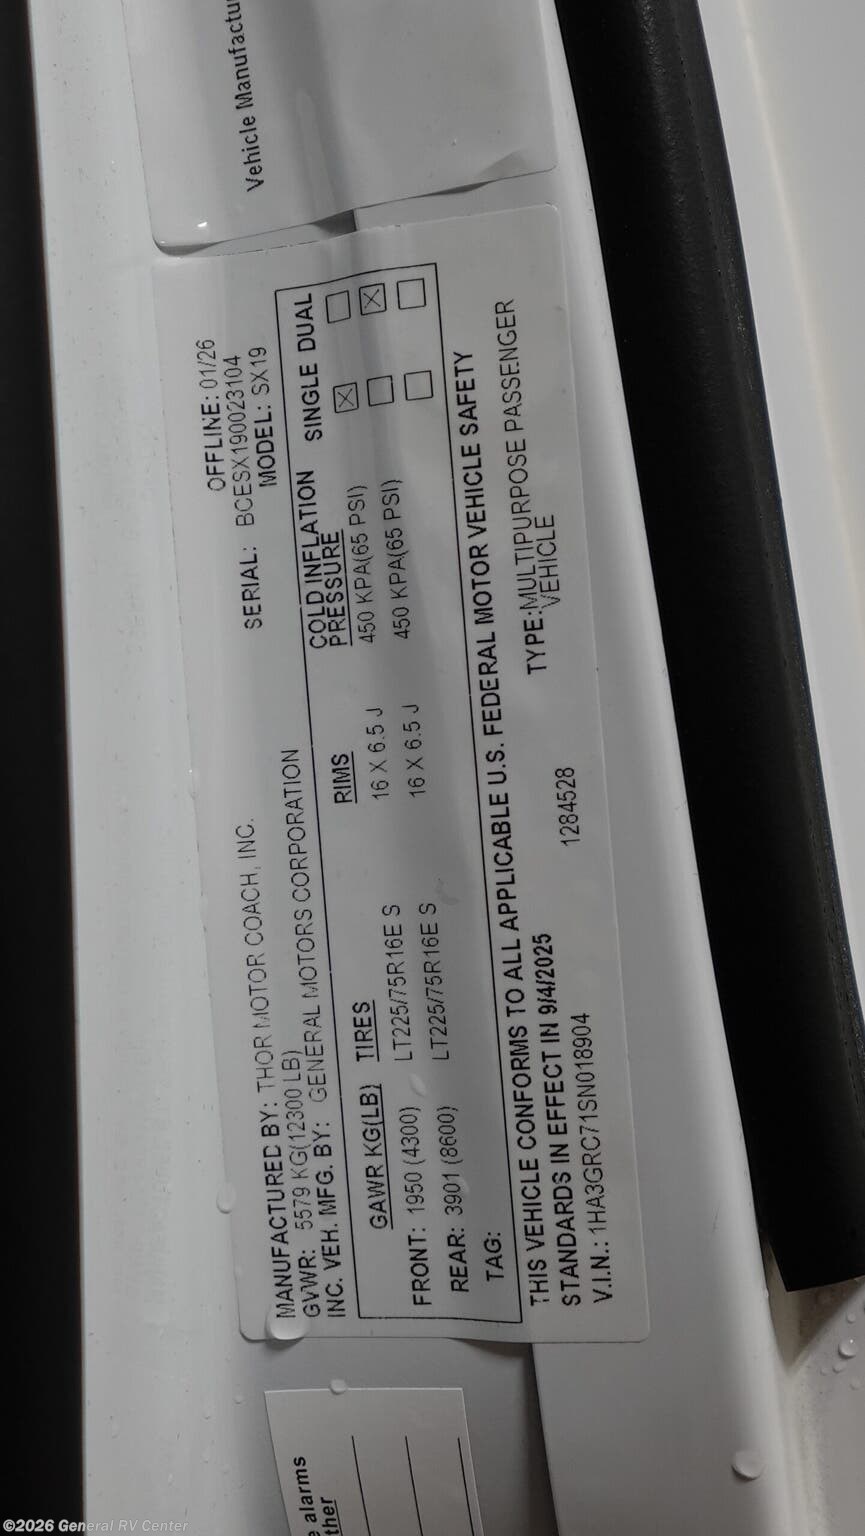 Vehicle Manufactu
OFFLINE: 01/26
SERIAL: BCESX190023104
MODEL: SX19
MANUFACTURED BY: THOR MOTOR COACH, INC.
GVWR: 5579 KG(12300 LB)
INC. VEH. MFG. BY: GENERAL MOTORS CORPORATION
GAWR KG(LB) TIRES RIMS COLD INFLATION PRESSURE SINGLE DUAL
FRONT: 1950 (4300) LT225/75R16E S 16 X 6.5 J 450 KPA(65 PSI) ☒ ☐
REAR: 3901 (8600) LT225/75R16E S 16 X 6.5 J 450 KPA(65 PSI) ☐ ☒
TAG: ☐ ☐
THIS VEHICLE CONFORMS TO ALL APPLICABLE U.S. FEDERAL MOTOR VEHICLE SAFETY
STANDARDS IN EFFECT IN 9/4/2025
V.I.N.: 1HA3GRC71SN018904 1284528 TYPE:MULTIPURPOSE PASSENGER
VEHICLE
e alarms
ther
©2026 General RV Center